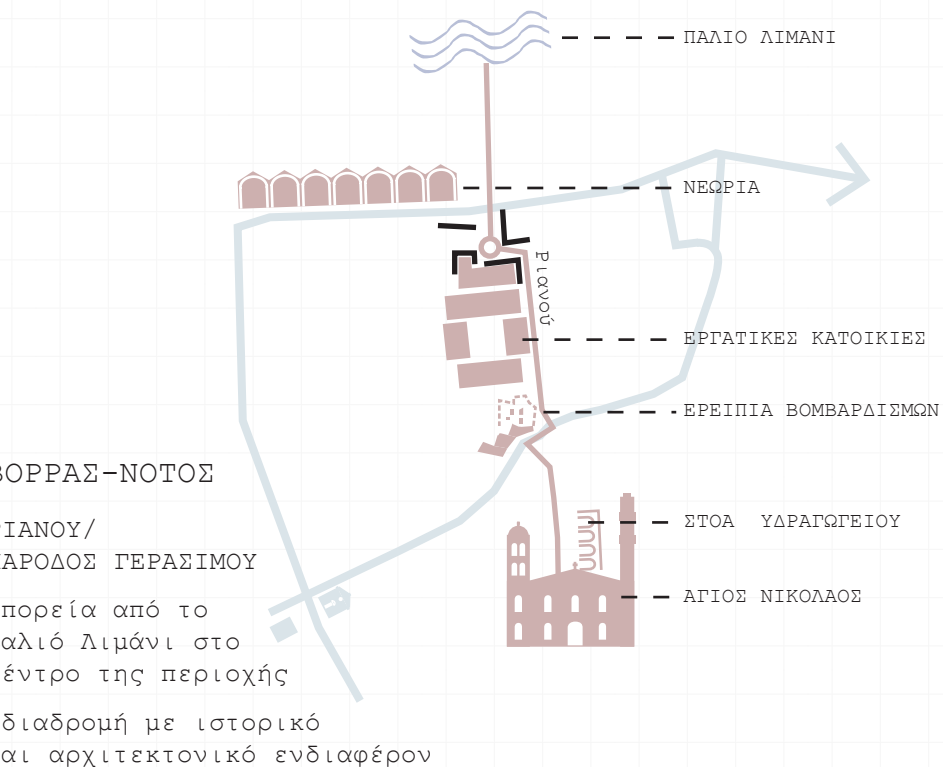 ΠΑΛΙΟ ΛΙΜΑΝΙ
ΝΕΩΡΙΑ
Ριανού
ΕΡΓΑΤΙΚΕΣ ΚΑΤΟΙΚΙΕΣ
ΕΡΕΙΠΙΑ ΒΟΜΒΑΡΔΙΣΜΩΝ
ΣΤΟΑ ΥΔΡΑΓΩΓΕΙΟΥ
ΑΓΙΟΣ ΝΙΚΟΛΑΟΣ
ΒΟΡΡΑΣ-ΝΟΤΟΣ
ΡΙΑΝΟΥ/
ΠΑΡΟΔΟΣ ΓΕΡΑΣΙΜΟΥ
πορεία από το
αλιό Λιμάνι στο
έντρο της περιοχής
διαδρομή με ιστορικό
αι αρχιτεκτονικό ενδιαφέρον